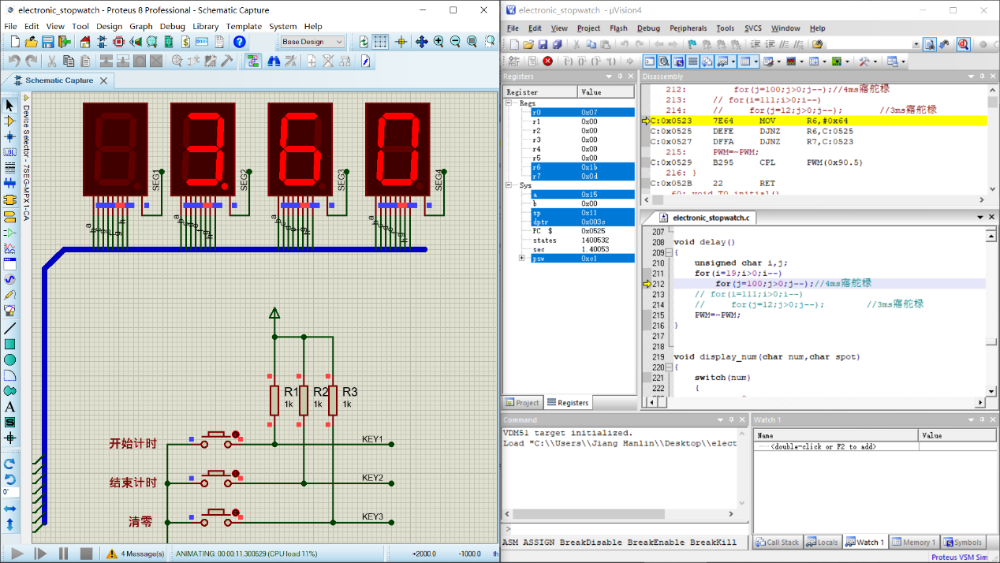 electronic_stopwatch - Proteus 8 Professional - Schematic Capture
File Edit View Tool Design Graph Debug Library Template System Help
Base Design
Schematic Capture
Device Selector - 7SEG-MPX1-CA
LBL
A
S
0°
SEG1
SEG2
SEG3
SEG4
3. 6 0
R1
1k
R2
1k
R3
1k
开始计时
KEY1
结束计时
KEY2
清零
KEY3
4 Message(s)
ANIMATING: 00:00:11.300529 (CPU load 11%)
+2000.0
-1000.0
th
electronic_stopwatch - µVision4
File Edit View Project Flash Debug Peripherals Tools SVCS Window Help
RST
Registers
Register Value
Regs
r0 0x07
r1 0x00
r2 0x00
r3 0x00
r4 0x00
r5 0x00
r6 0x1b
r7 0x0d
Sys
a 0x15
b 0x00
sp 0x11
dptr 0x003c
PC $ 0x0525
states 1400532
sec 1.40053
psw 0xc1
Project
Registers
Disassembly
212: for(j=100;j>0;j--);//4ms寤舵椂
213: // for(i=111;i>0;i--)
214: // for(j=12;j>0;j--); //3ms寤舵椂
C:0x0523 7E64 MOV R6,#0x64
C:0x0525 DEFE DJNZ R6,C:0525
C:0x0527 DFFA DJNZ R7,C:0523
215: PWM=~PWM;
C:0x0529 B295 CPL PWM(0x90.5)
216: }
C:0x052B 22 RET
60: void T0_initial()
electronic_stopwatch.c
207
208 void delay()
209 {
210 unsigned char i,j;
211 for(i=19;i>0;i--)
212 for(j=100;j>0;j--);//4ms寤舵椂
213 // for(i=111;i>0;i--)
214 // for(j=12;j>0;j--); //3ms寤舵椂
215 PWM=~PWM;
216 }
217
218
219 void display_num(char num,char spot)
220 {
221 switch(num)
222 {
Command
VDM51 target initialized.
Load "C:\\Users\\Jiang Hanlin\\Desktop\\elect
>
ASM ASSIGN BreakDisable BreakEnable BreakKill
Watch 1
Name Value
<double-click or F2 to add>
Call Stack
Locals
Watch 1
Memory 1
Symbols
Proteus VSM Sim